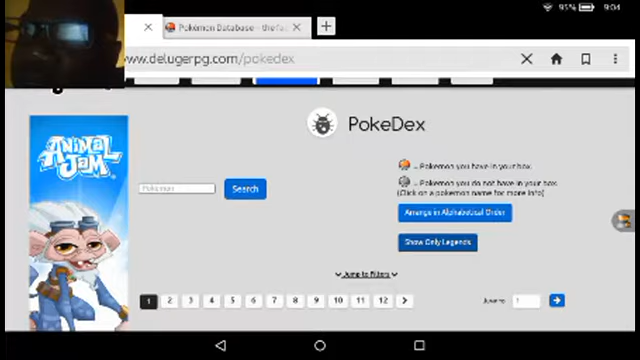 95% 9:04
Pokémon Database – the fa
ww.delugerpg.com/pokedex
PokeDex
ANIMAL JAM
= Pokemon you have in your box.
= Pokemon you do not have in your box
(Click on a pokemon name for more info)
Pokemon Search
Arrange in Alphabetical Order
Show Only Legends
Jump to Filters
1 2 3 4 5 6 7 8 9 10 11 12 > Jump to 1